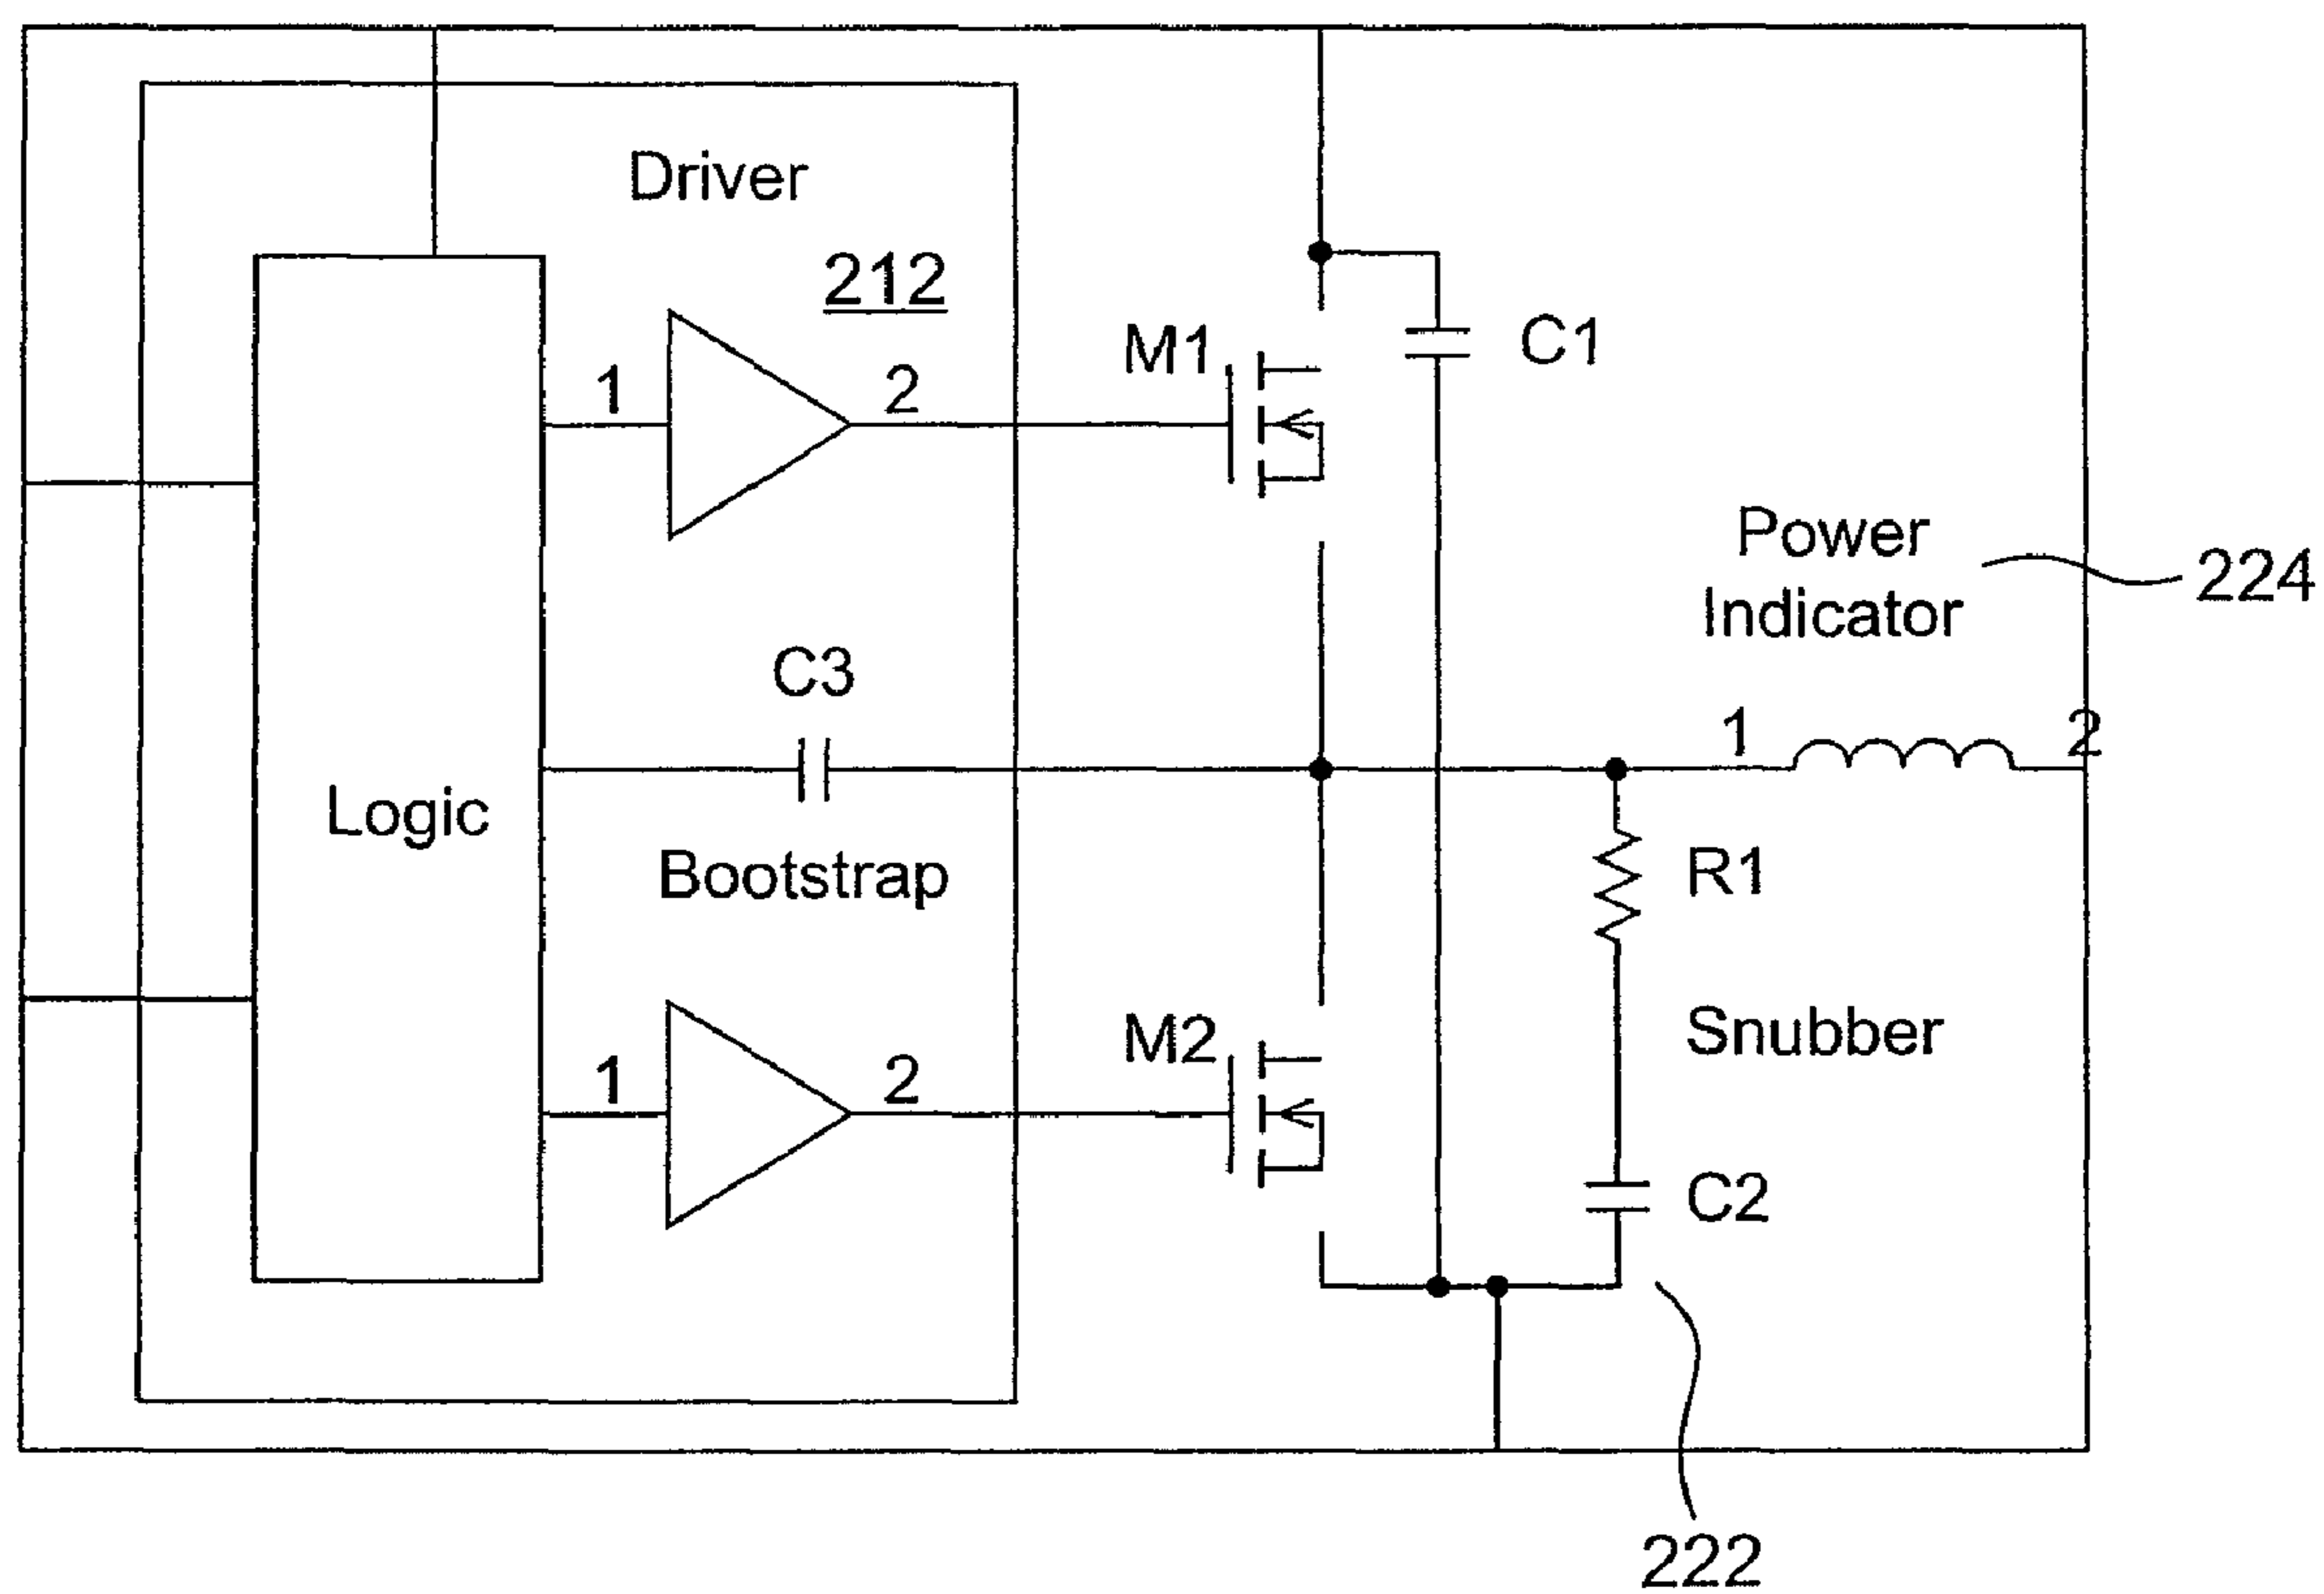 Driver
212
M1
C1
1
2
Power
Indicator
224
C3
1
2
Logic
Bootstrap
R1
M2
Snubber
1
2
C2
222